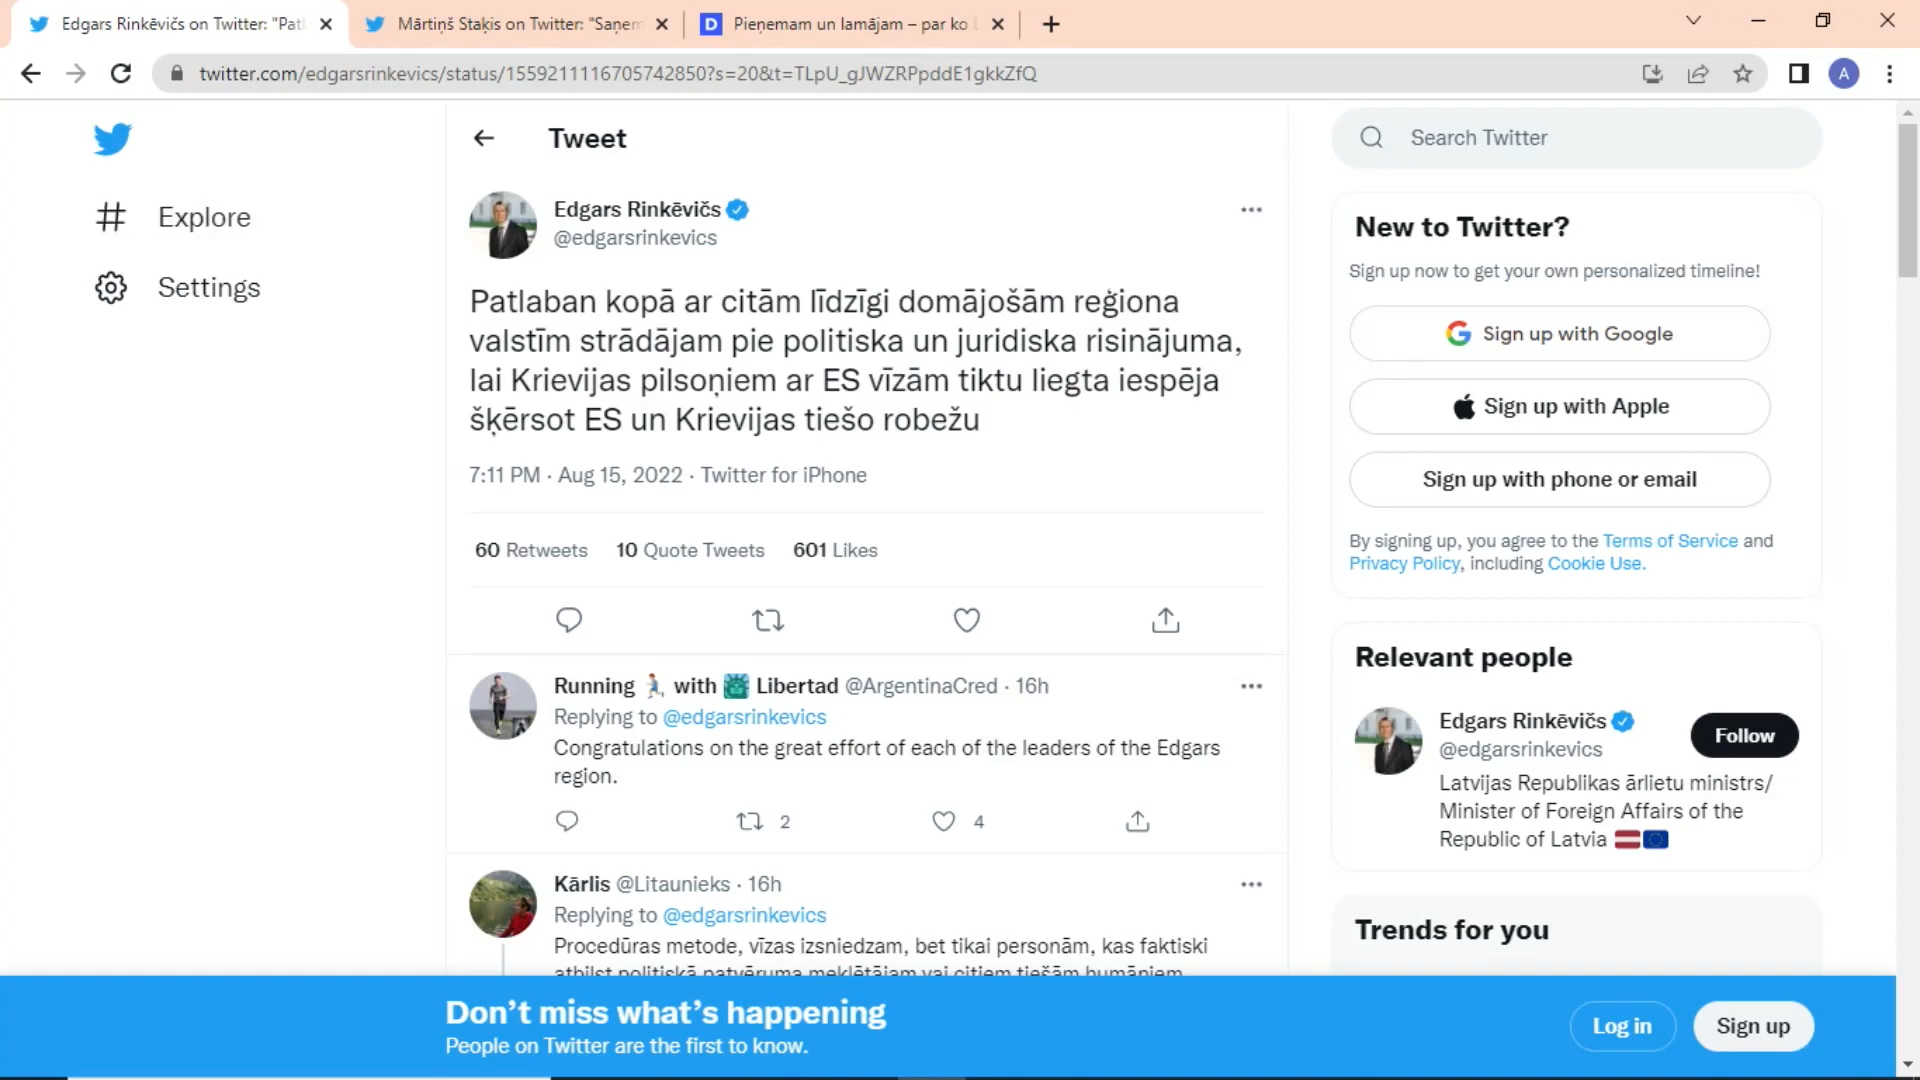 Edgars Rinkēvičs on Twitter: "Patl
Mārtiņš Staķis on Twitter: "Saņem
D Pieņemam un lamājam – par ko L
twitter.com/edgarsrinkevics/status/1559211116705742850?s=20&t=TLpU_gJWZRPpddE1gkkZfQ
A
Explore
Settings
Tweet
Edgars Rinkēvičs
@edgarsrinkevics
Patlaban kopā ar citām līdzīgi domājošām reģiona
valstīm strādājam pie politiska un juridiska risinājuma,
lai Krievijas pilsoņiem ar ES vīzām tiktu liegta iespēja
šķērsot ES un Krievijas tiešo robežu
7:11 PM · Aug 15, 2022 · Twitter for iPhone
60 Retweets 10 Quote Tweets 601 Likes
Running 🏃 with 🗽 Libertad @ArgentinaCred · 16h
Replying to @edgarsrinkevics
Congratulations on the great effort of each of the leaders of the Edgars
region.
2 4
Kārlis @Litaunieks · 16h
Replying to @edgarsrinkevics
Procedūras metode, vīzas izsniedzam, bet tikai personām, kas faktiski
atbilst politiskā patvēruma meklētājam vai citiem tiešām humāniem
Search Twitter
New to Twitter?
Sign up now to get your own personalized timeline!
Sign up with Google
Sign up with Apple
Sign up with phone or email
By signing up, you agree to the Terms of Service and
Privacy Policy, including Cookie Use.
Relevant people
Edgars Rinkēvičs
@edgarsrinkevics
Follow
Latvijas Republikas ārlietu ministrs/
Minister of Foreign Affairs of the
Republic of Latvia 🇱🇻🇪🇺
Trends for you
Don't miss what's happening
People on Twitter are the first to know.
Log in
Sign up